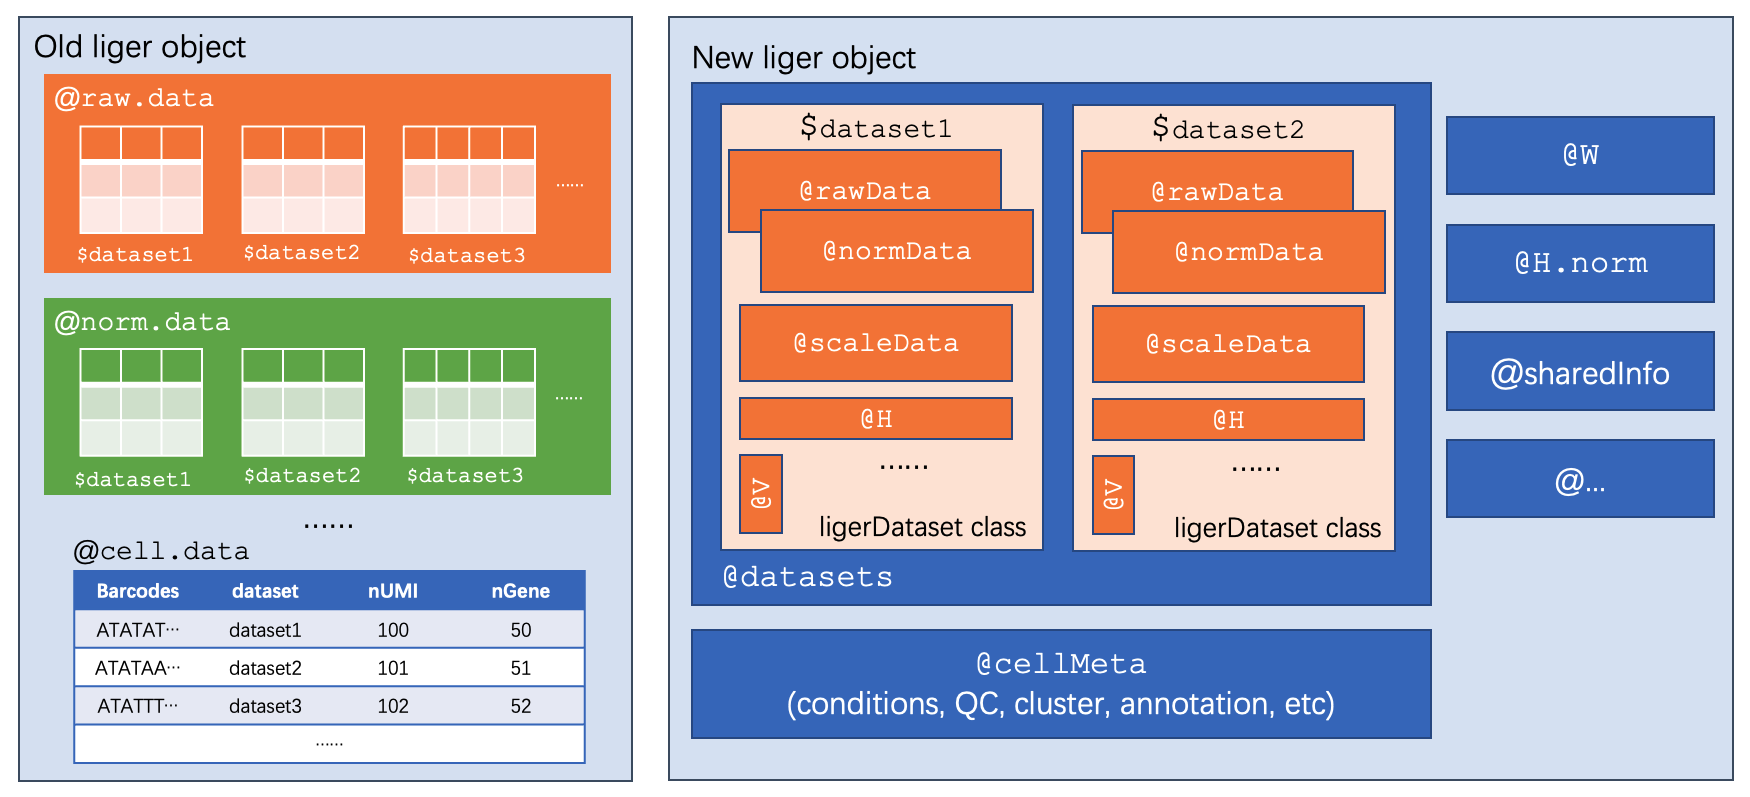 Old liger object
@raw.data
......
$dataset1
$dataset2
$dataset3
@norm.data
......
$dataset1
$dataset2
$dataset3
......
@cell.data
Barcodes dataset nUMI nGene
ATATAT··· dataset1 100 50
ATATAA··· dataset2 101 51
ATATTT··· dataset3 102 52
......
New liger object
$dataset1
@rawData
@normData
@scaleData
@H
......
@V
ligerDataset class
$dataset2
@rawData
@normData
@scaleData
@H
......
@V
ligerDataset class
@datasets
@cellMeta
(conditions, QC, cluster, annotation, etc)
@W
@H.norm
@sharedInfo
@...